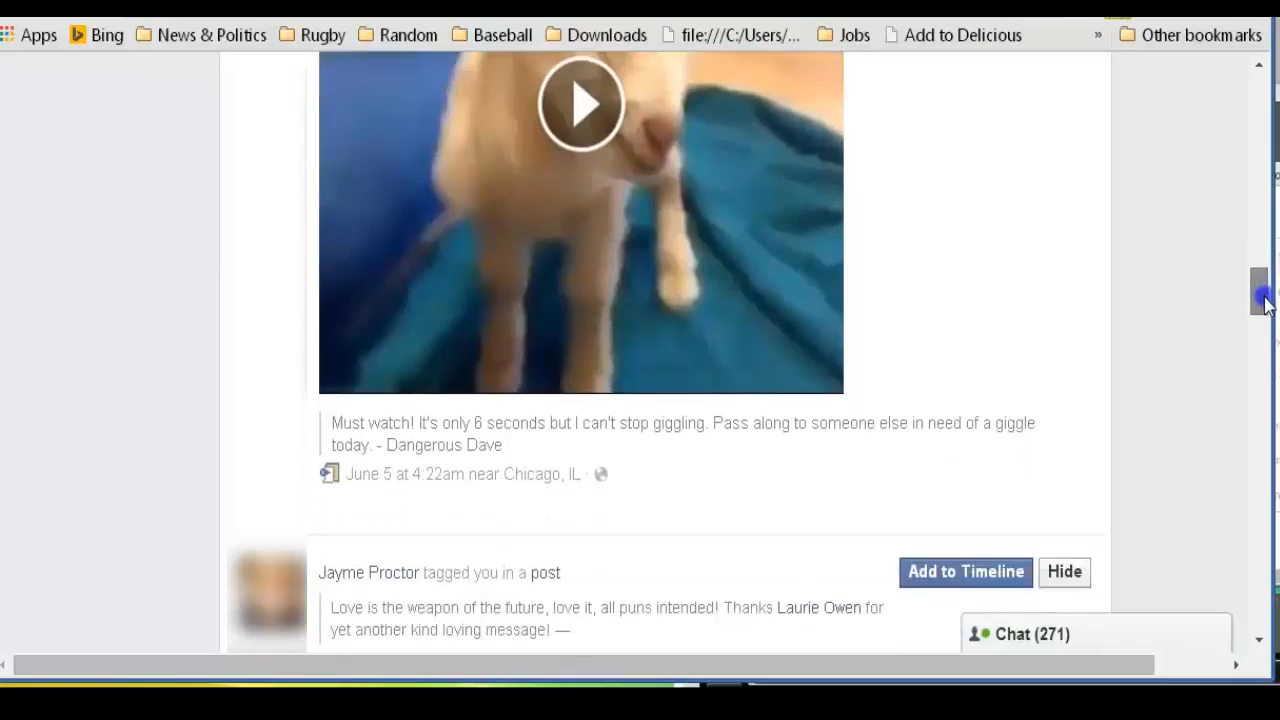 Apps Bing News & Politics Rugby Random Baseball Downloads file:///C:/Users/... Jobs Add to Delicious » Other bookmarks
Must watch! It's only 6 seconds but I can't stop giggling. Pass along to someone else in need of a giggle
today. - Dangerous Dave
June 5 at 4:22am near Chicago, IL ·
Jayme Proctor tagged you in a post
Add to Timeline Hide
Love is the weapon of the future, love it, all puns intended! Thanks Laurie Owen for
yet another kind loving message! —
Chat (271)